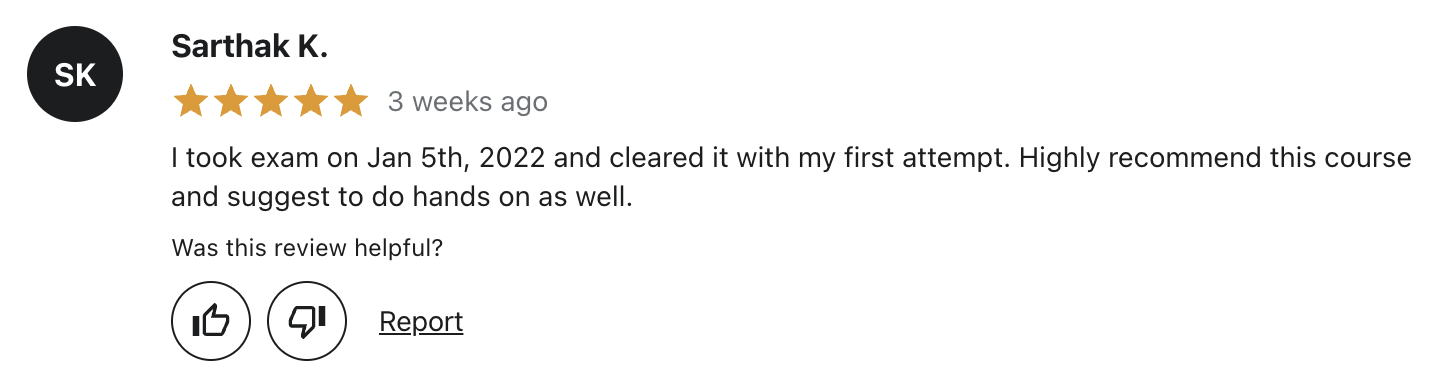 SK
Sarthak K.
3 weeks ago
I took exam on Jan 5th, 2022 and cleared it with my first attempt. Highly recommend this course
and suggest to do hands on as well.
Was this review helpful?
Report